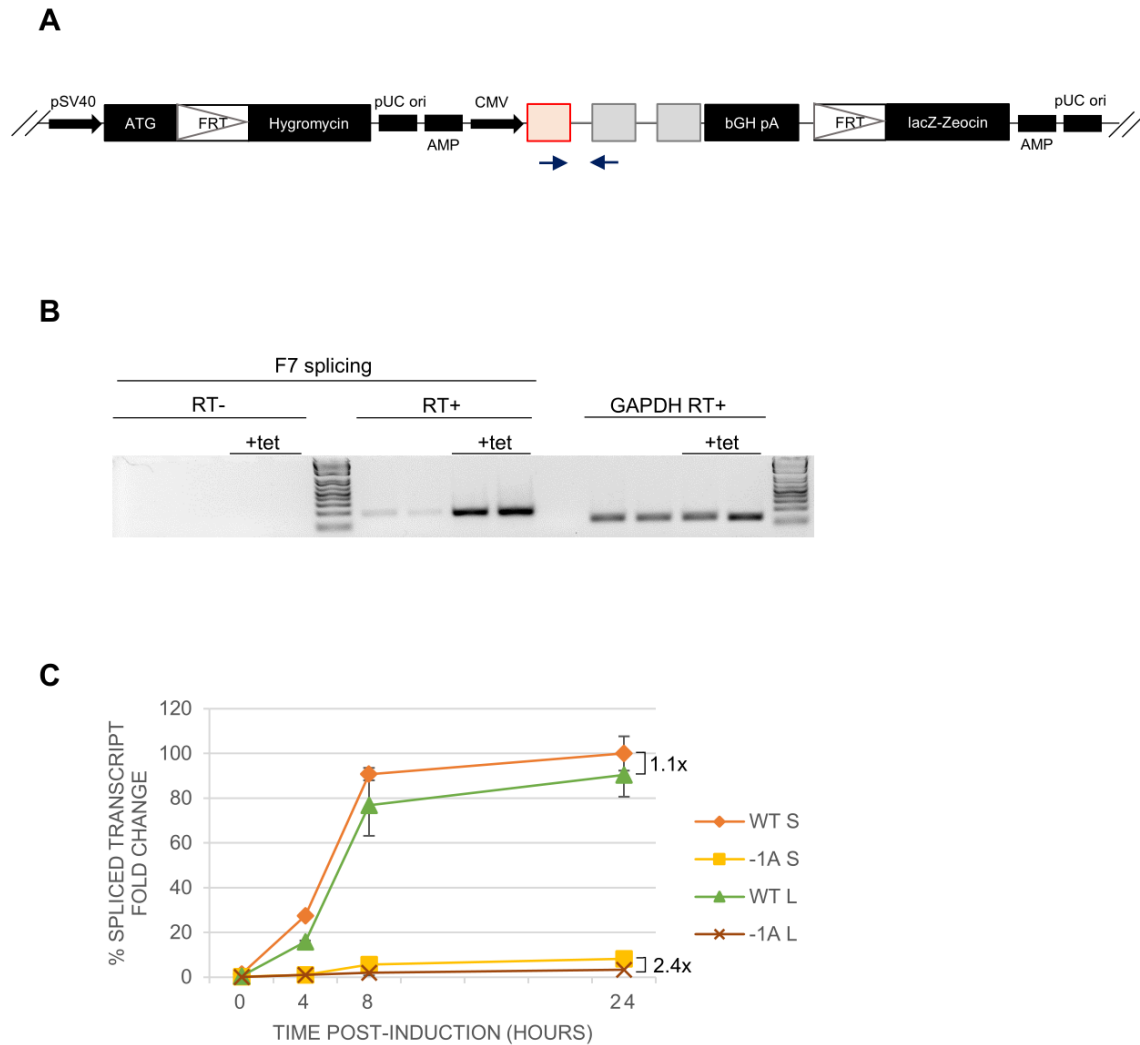 A
pSV40
ATG
FRT
Hygromycin
pUC ori
AMP
CMV
bGH pA
FRT
lacZ-Zeocin
AMP
pUC ori
B
F7 splicing
RT-
RT+
GAPDH RT+
+tet
+tet
+tet
C
% SPLICED TRANSCRIPT
FOLD CHANGE
120
100
80
60
40
20
0
0
4
8
24
TIME POST-INDUCTION (HOURS)
1.1x
2.4x
WT S
-1A S
WT L
-1A L